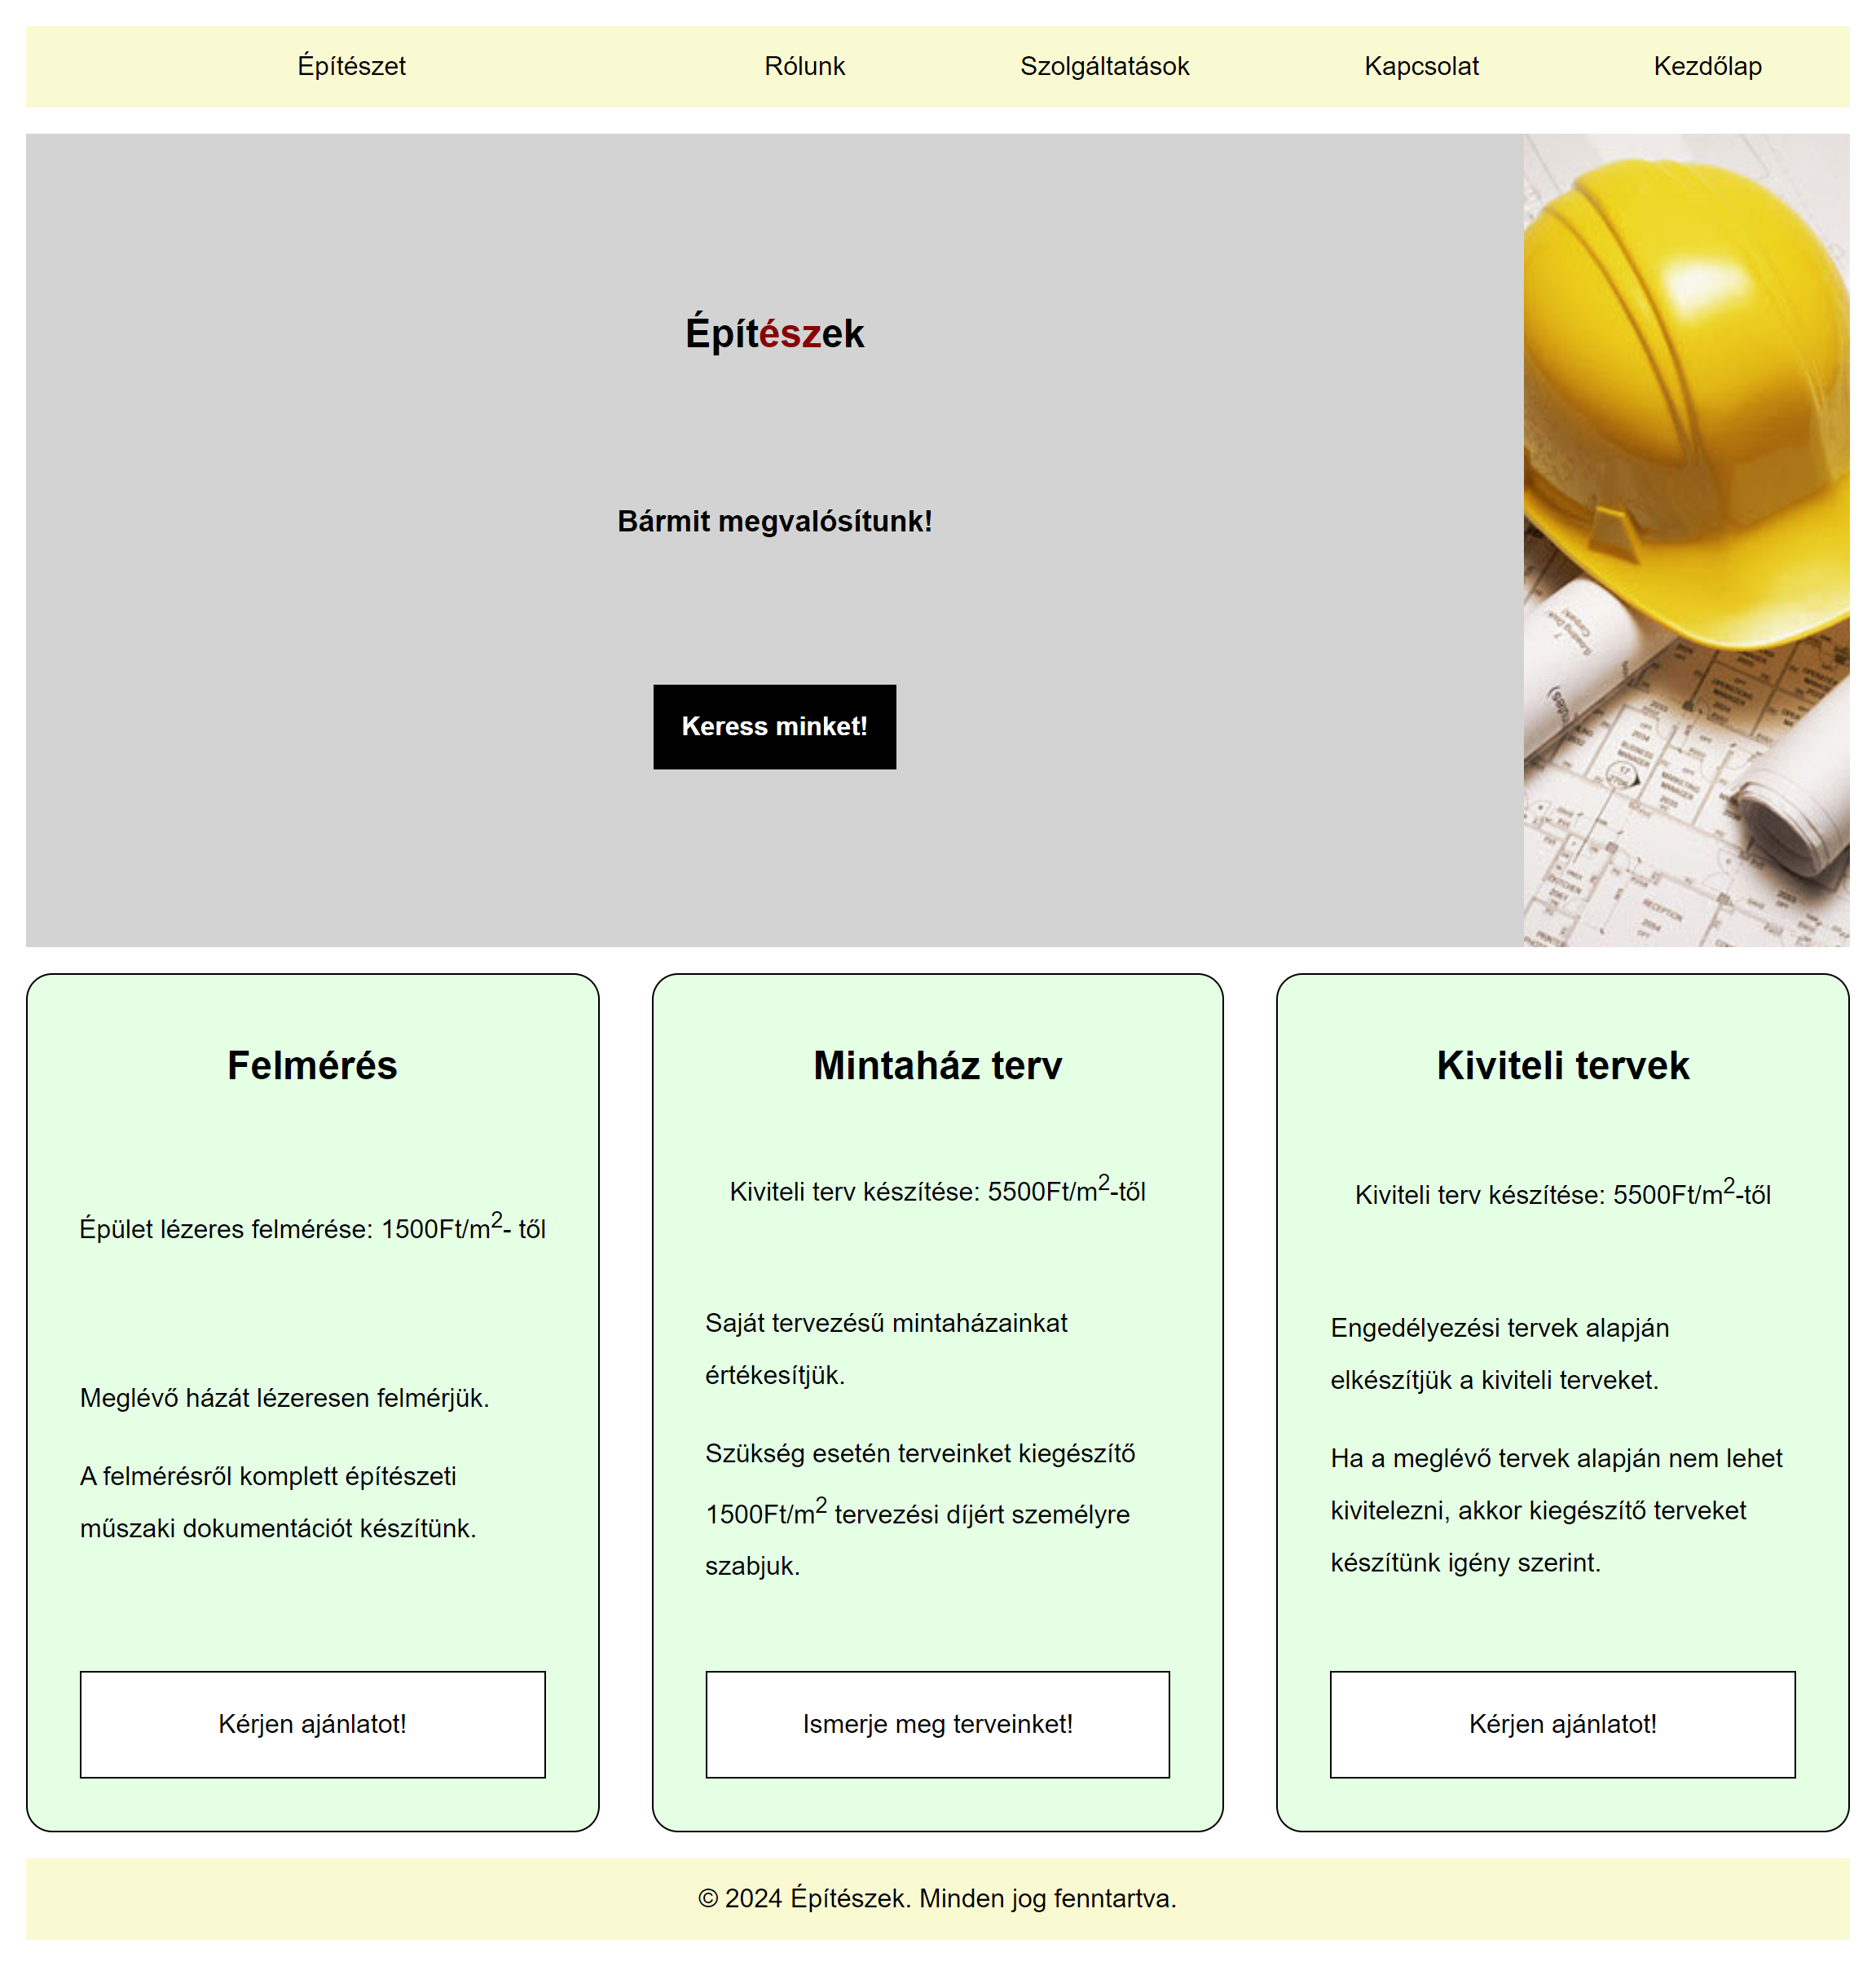 Építészet Rólunk Szolgáltatások Kapcsolat Kezdőlap
Építészek
Bármit megvalósítunk!
Keress minket!
Felmérés
Épület lézeres felmérése: 1500Ft/m²- től
Meglévő házát lézeresen felmérjük.
A felmérésről komplett építészeti
műszaki dokumentációt készítünk.
Kérjen ajánlatot!
Mintaház terv
Kiviteli terv készítése: 5500Ft/m²-től
Saját tervezésű mintaházainkat
értékesítjük.
Szükség esetén terveinket kiegészítő
1500Ft/m² tervezési díjért személyre
szabjuk.
Ismerje meg terveinket!
Kiviteli tervek
Kiviteli terv készítése: 5500Ft/m²-től
Engedélyezési tervek alapján
elkészítjük a kiviteli terveket.
Ha a meglévő tervek alapján nem lehet
kivitelezni, akkor kiegészítő terveket
készítünk igény szerint.
Kérjen ajánlatot!
© 2024 Építészek. Minden jog fenntartva.